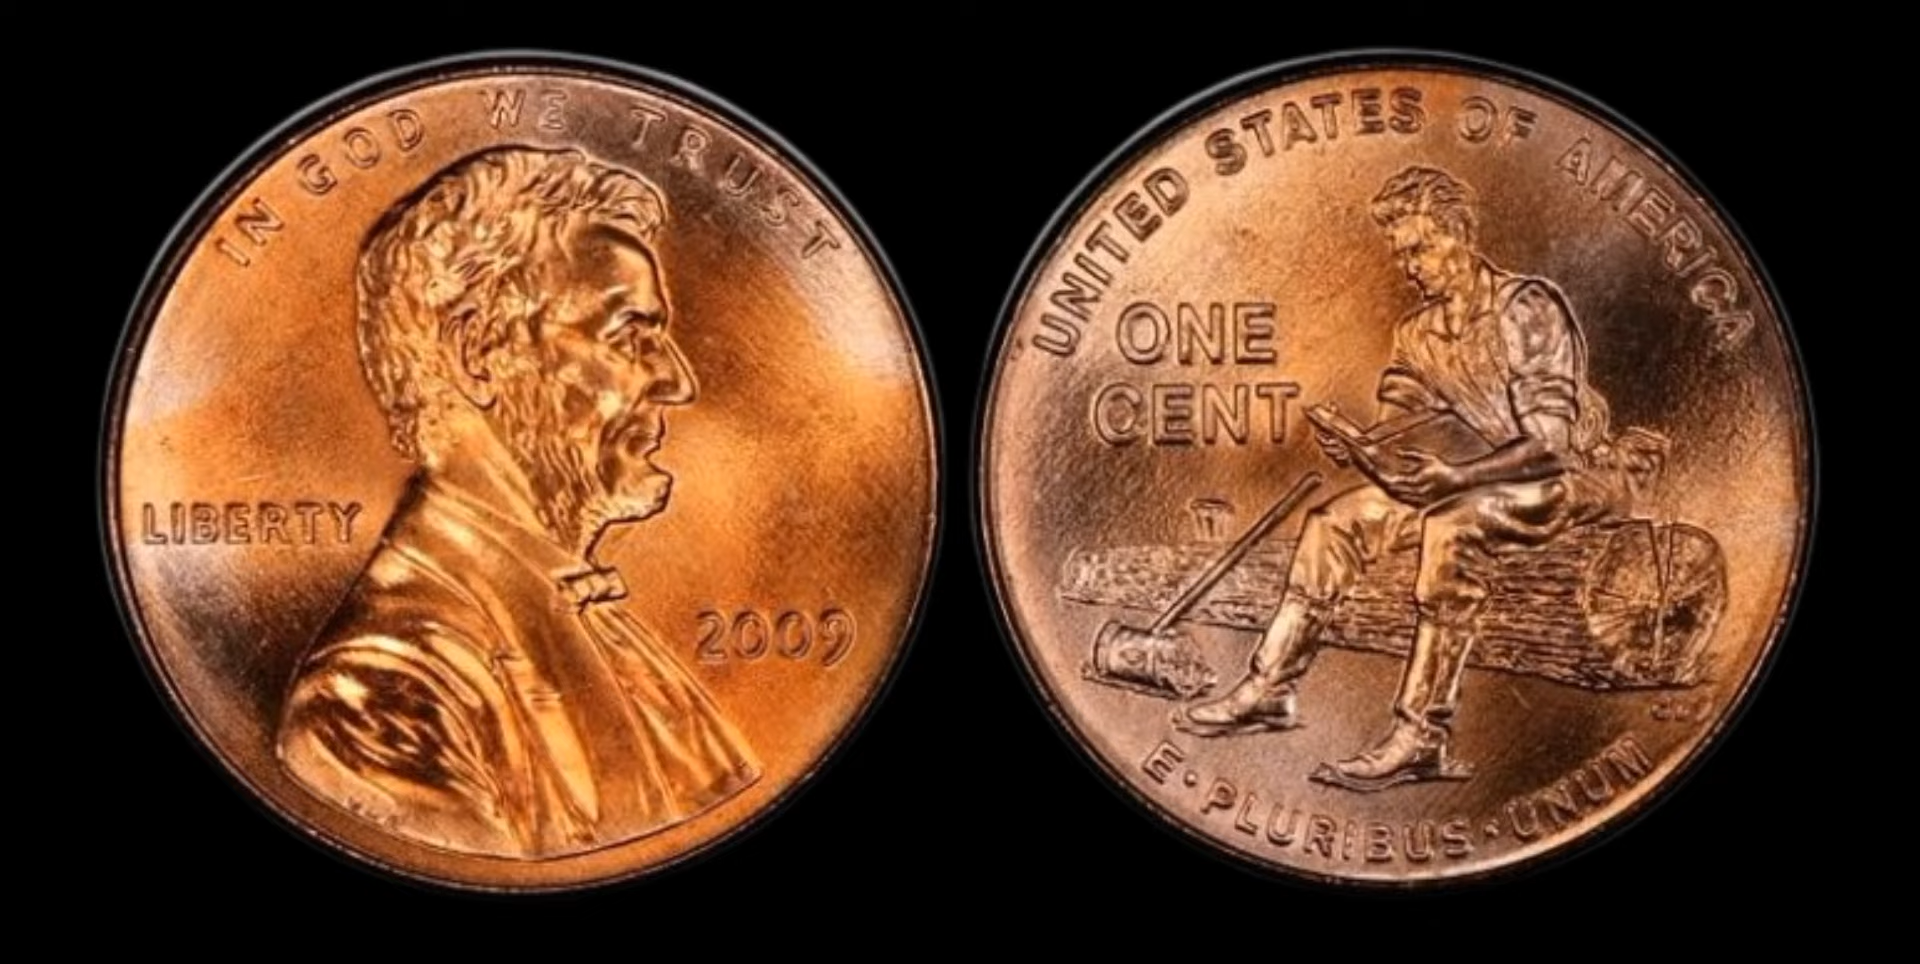 IN GOD WE TRUST
LIBERTY
2009
UNITED STATES OF AMERICA
ONE
CENT
E·PLURIBUS·UNUM